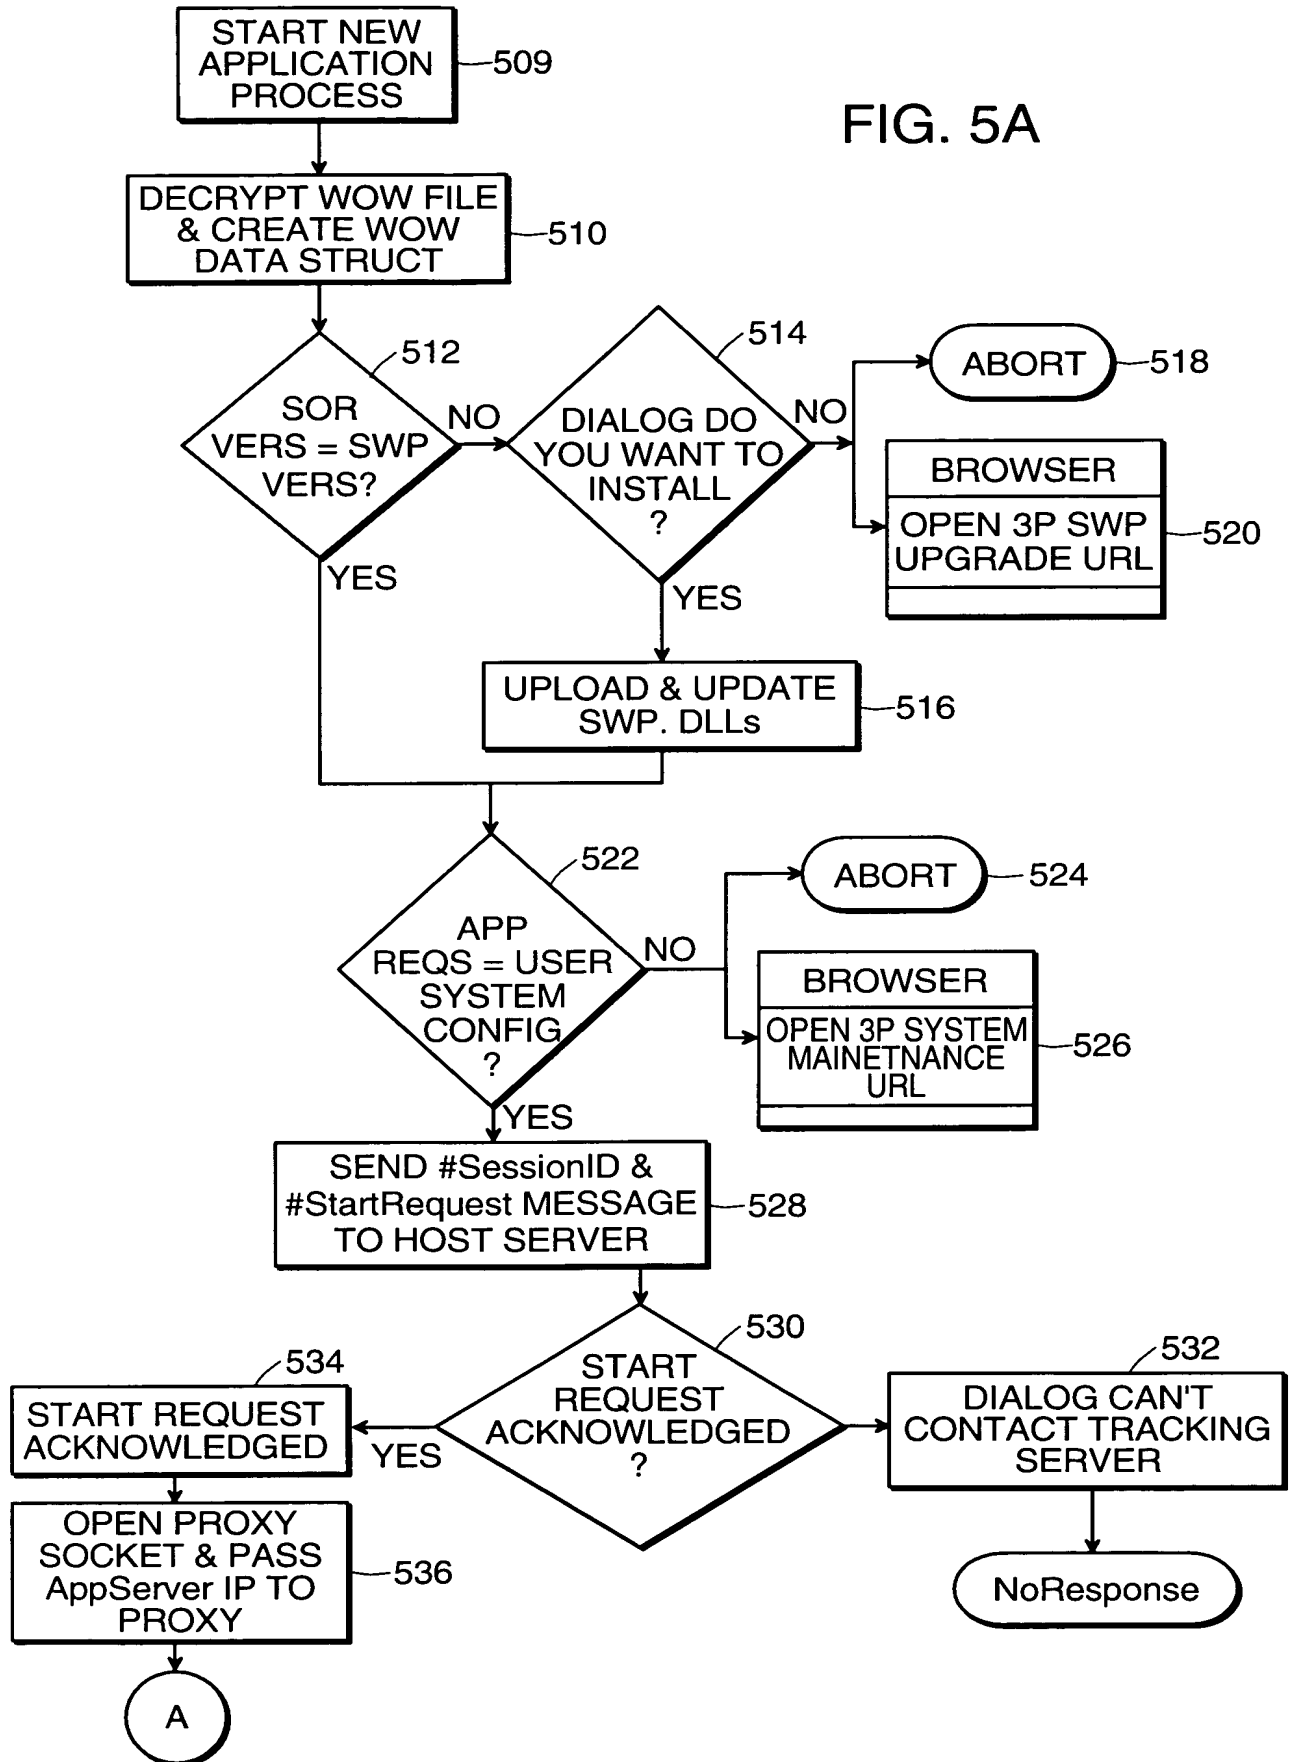 START NEW
APPLICATION
PROCESS
509
FIG. 5A
DECRYPT WOW FILE
& CREATE WOW
DATA STRUCT
510
512
SOR
VERS = SWP
VERS?
NO
YES
514
DIALOG DO
YOU WANT TO
INSTALL
?
NO
YES
ABORT
518
BROWSER
OPEN 3P SWP
UPGRADE URL
520
UPLOAD & UPDATE
SWP. DLLs
516
522
APP
REQS = USER
SYSTEM
CONFIG
?
NO
YES
ABORT
524
BROWSER
OPEN 3P SYSTEM
MAINETNANCE
URL
526
SEND #SessionID &
#StartRequest MESSAGE
TO HOST SERVER
528
530
START
REQUEST
ACKNOWLEDGED
?
YES
532
DIALOG CAN'T
CONTACT TRACKING
SERVER
NoResponse
534
START REQUEST
ACKNOWLEDGED
OPEN PROXY
SOCKET & PASS
AppServer IP TO
PROXY
536
A